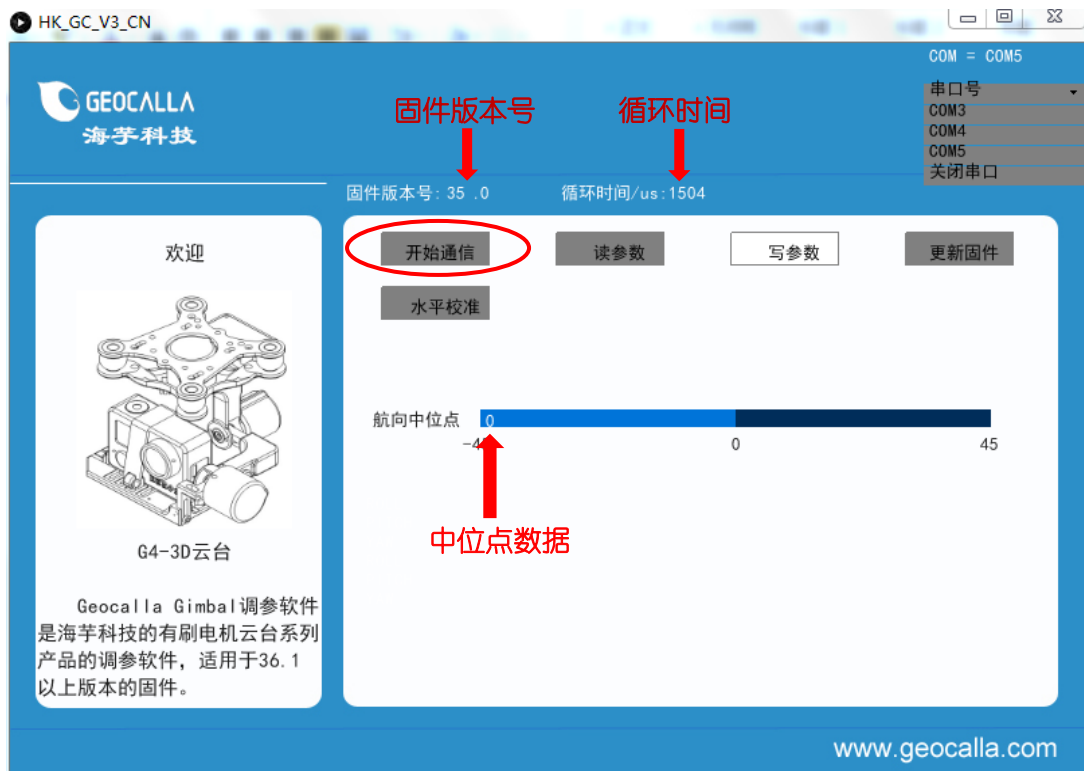 HK_GC_V3_CN
COM = COM5
GEOCALLA
海芋科技
串口号
COM3
COM4
COM5
关闭串口
固件版本号
循环时间
固件版本号: 35 .0
循环时间/us:1504
欢迎
开始通信
读参数
写参数
更新固件
水平校准
航向中位点
0
0
45
中位点数据
G4-3D云台
Geocalla Gimbal调参软件
是海芋科技的有刷电机云台系列
产品的调参软件，适用于36.1
以上版本的固件。
www.geocalla.com